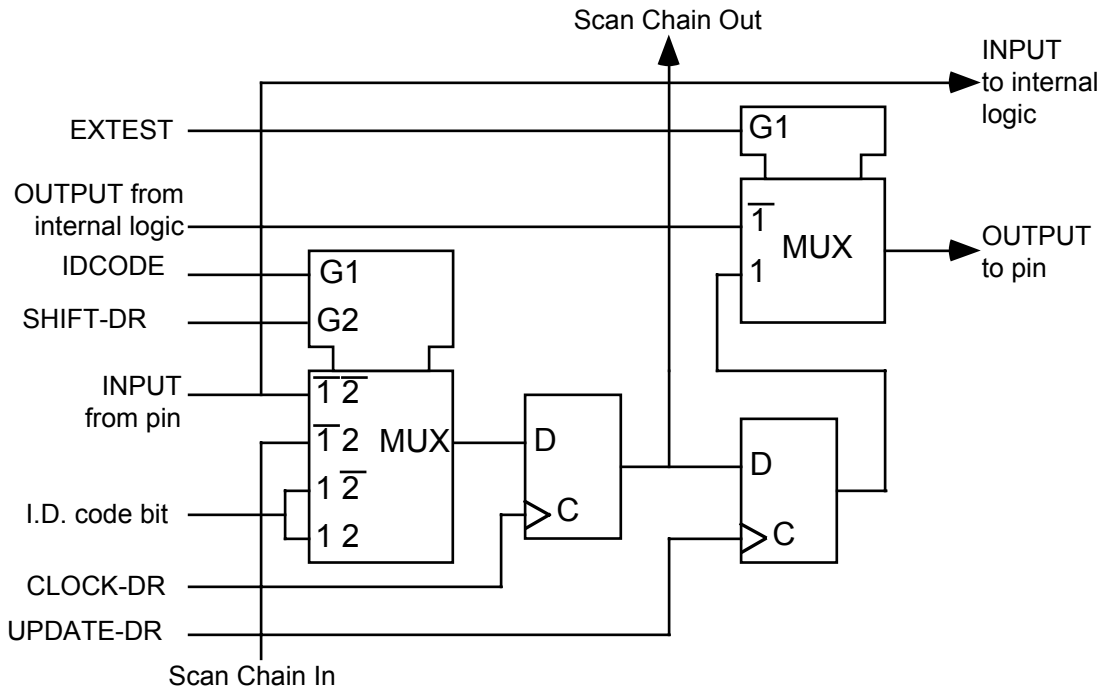 Scan Chain Out
INPUT
to internal
logic
EXTEST
G1
OUTPUT from
internal logic
1̅
MUX
1
OUTPUT
to pin
IDCODE
G1
SHIFT-DR
G2
INPUT
from pin
1̅ 2̅
1̅ 2
MUX
1 2̅
1 2
I.D. code bit
D
C
D
C
CLOCK-DR
UPDATE-DR
Scan Chain In